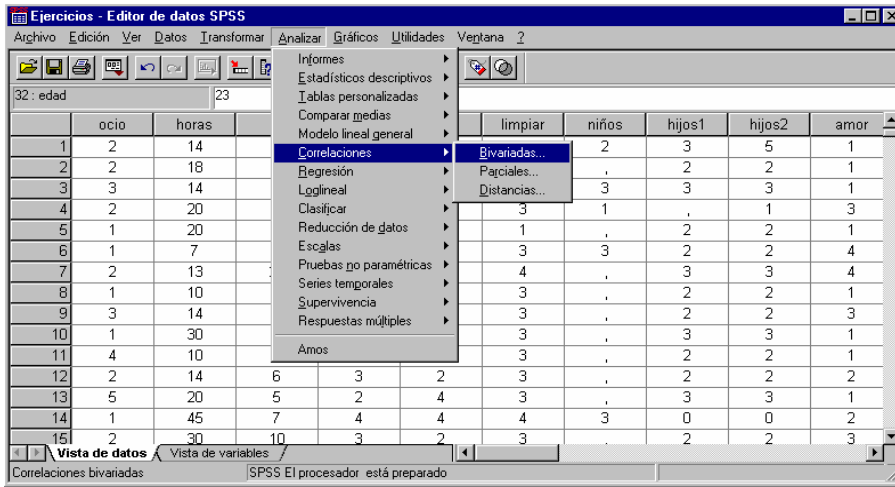 Ejercicios - Editor de datos SPSS
Archivo Edición Ver Datos Transformar Analizar Gráficos Utilidades Ventana ?
32 : edad 23
Informes
Estadísticos descriptivos
Tablas personalizadas
Comparar medias
Modelo lineal general
Correlaciones
Regresión
Loglineal
Clasificar
Reducción de datos
Escalas
Pruebas no paramétricas
Series temporales
Supervivencia
Respuestas múltiples
Amos
Bivariadas...
Parciales...
Distancias...
ocio horas limpiar niños hijos1 hijos2 amor
1 2 14 2 3 5 1
2 2 18 , 2 2 1
3 3 14 3 3 3 1
4 2 20 3 1 , 1 3
5 1 20 1 , 2 2 1
6 1 7 3 3 2 2 4
7 2 13 4 , 3 3 4
8 1 10 3 , 2 2 1
9 3 14 3 , 2 2 3
10 1 30 3 , 3 3 1
11 4 10 3 , 2 2 1
12 2 14 6 3 2 3 , 2 2 2
13 5 20 5 2 4 3 , 3 3 1
14 1 45 7 4 4 4 3 0 0 2
15 2 30 10 3 2 3 , 2 2 3
Vista de datos Vista de variables
Correlaciones bivariadas SPSS El procesador está preparado